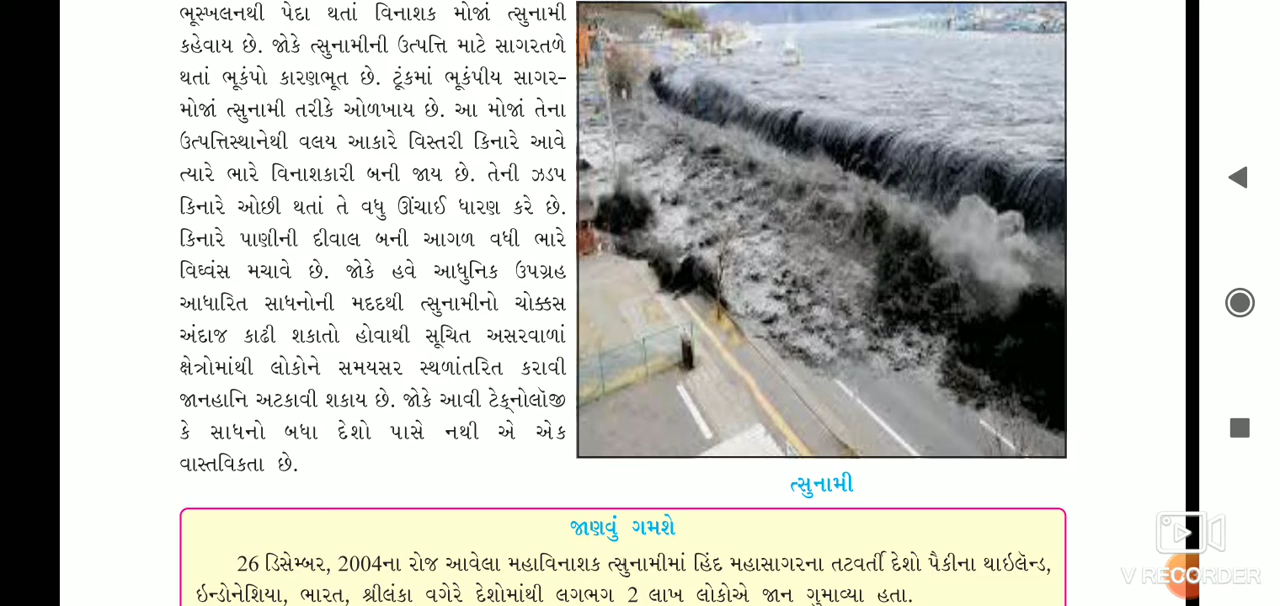 ભૂસ્ખલનથી પેદા થતાં વિનાશક મોજાં ત્સુનામી
કહેવાય છે. જોકે ત્સુનામીની ઉત્પત્તિ માટે સાગરતળે
થતાં ભૂકંપો કારણભૂત છે. ટૂંકમાં ભૂકંપીય સાગર-
મોજાં ત્સુનામી તરીકે ઓળખાય છે. આ મોજાં તેના
ઉત્પત્તિસ્થાનેથી વલય આકારે વિસ્તરી કિનારે આવે
ત્યારે ભારે વિનાશકારી બની જાય છે. તેની ઝડપ
કિનારે ઓછી થતાં તે વધુ ઊંચાઈ ધારણ કરે છે.
કિનારે પાણીની દીવાલ બની આગળ વધી ભારે
વિધ્વંસ મચાવે છે. જોકે હવે આધુનિક ઉપગ્રહ
આધારિત સાધનોની મદદથી ત્સુનામીનો ચોક્કસ
અંદાજ કાઢી શકાતો હોવાથી સૂચિત અસરવાળાં
ક્ષેત્રોમાંથી લોકોને સમયસર સ્થળાંતરિત કરાવી
જાનહાનિ અટકાવી શકાય છે. જોકે આવી ટેક્નોલૉજી
કે સાધનો બધા દેશો પાસે નથી એ એક
વાસ્તવિકતા છે.
ત્સુનામી
જાણવું ગમશે
26 ડિસેમ્બર, 2004ના રોજ આવેલા મહાવિનાશક ત્સુનામીમાં હિંદ મહાસાગરના તટવર્તી દેશો પૈકીના થાઇલૅન્ડ,
ઇન્ડોનેશિયા, ભારત, શ્રીલંકા વગેરે દેશોમાંથી લગભગ 2 લાખ લોકોએ જાન ગુમાવ્યા હતા.
V RECORDER